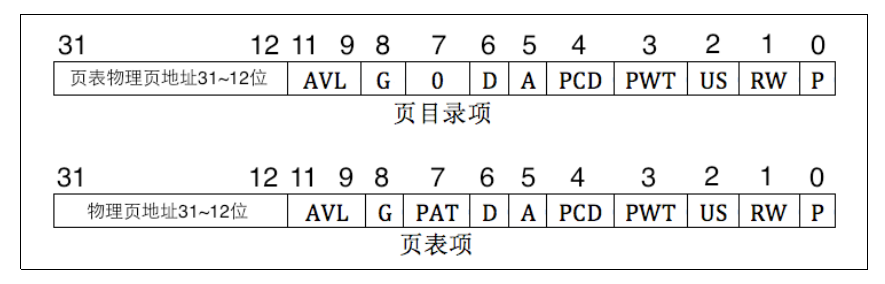 31 12 11 9 8 7 6 5 4 3 2 1 0
页表物理页地址31~12位 AVL G 0 D A PCD PWT US RW P
页目录项
31 12 11 9 8 7 6 5 4 3 2 1 0
物理页地址31~12位 AVL G PAT D A PCD PWT US RW P
页表项